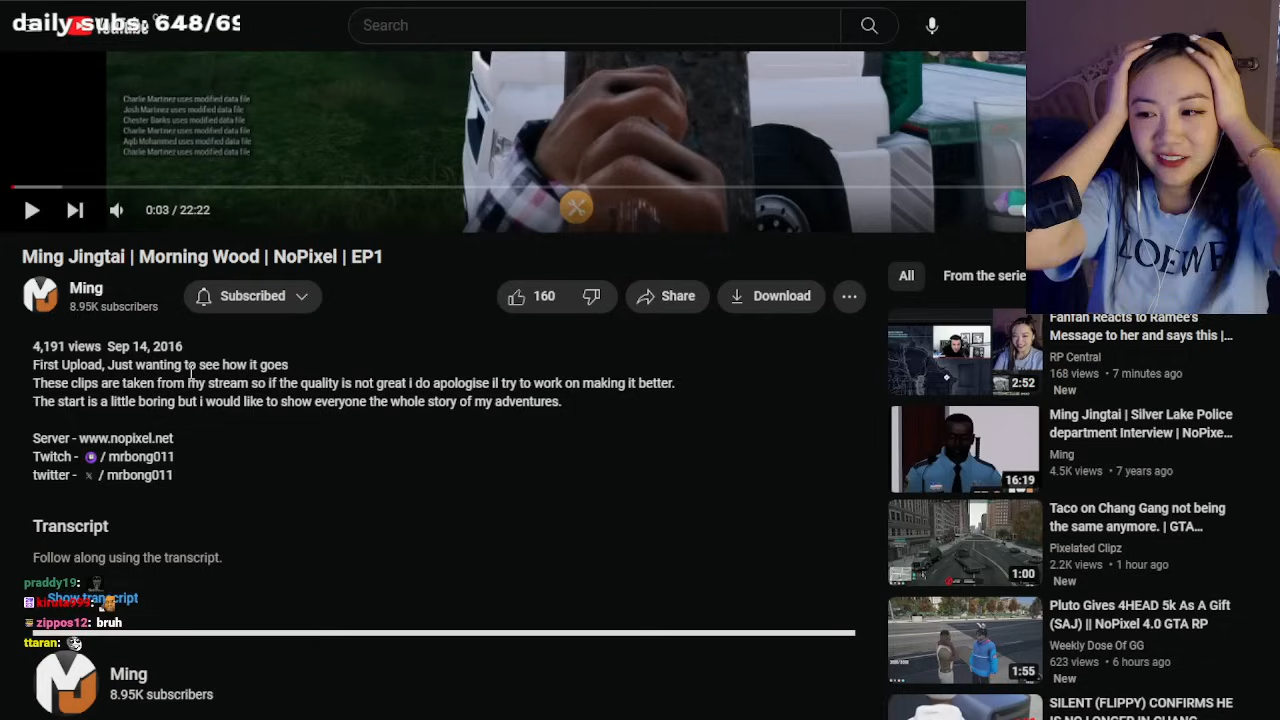 daily subs: 648/69
YouTube
Search
Charlie Martinez uses modified data file
Josh Martinez uses modified data file
Chester Banks uses modified data file
Charlie Martinez uses modified data file
Aqib Mohammed uses modified data file
Charlie Martinez uses modified data file
0:03 / 22:22
LOEWE
Ming Jingtai | Morning Wood | NoPixel | EP1
Ming
8.95K subscribers
Subscribed
160
Share
Download
4,191 views Sep 14, 2016
First Upload, Just wanting to see how it goes
These clips are taken from my stream so if the quality is not great i do apologise il try to work on making it better.
The start is a little boring but i would like to show everyone the whole story of my adventures.
Server - www.nopixel.net
Twitch - / mrbong011
twitter - X / mrbong011
Transcript
Follow along using the transcript.
Show transcript
praddy19:
kirula999:
zippos12: bruh
ttaran:
Ming
8.95K subscribers
All
From the serie
Fanfan Reacts to Ramee's
Message to her and says this |...
RP Central
168 views • 7 minutes ago
New
2:52
Ming Jingtai | Silver Lake Police
department Interview | NoPixe...
Ming
4.5K views • 7 years ago
16:19
Taco on Chang Gang not being
the same anymore. | GTA...
Pixelated Clipz
2.2K views • 1 hour ago
New
1:00
Pluto Gives 4HEAD 5k As A Gift
(SAJ) || NoPixel 4.0 GTA RP
Weekly Dose Of GG
623 views • 6 hours ago
New
1:55
SILENT (FLIPPY) CONFIRMS HE
IS NO LONGER IN CHANG